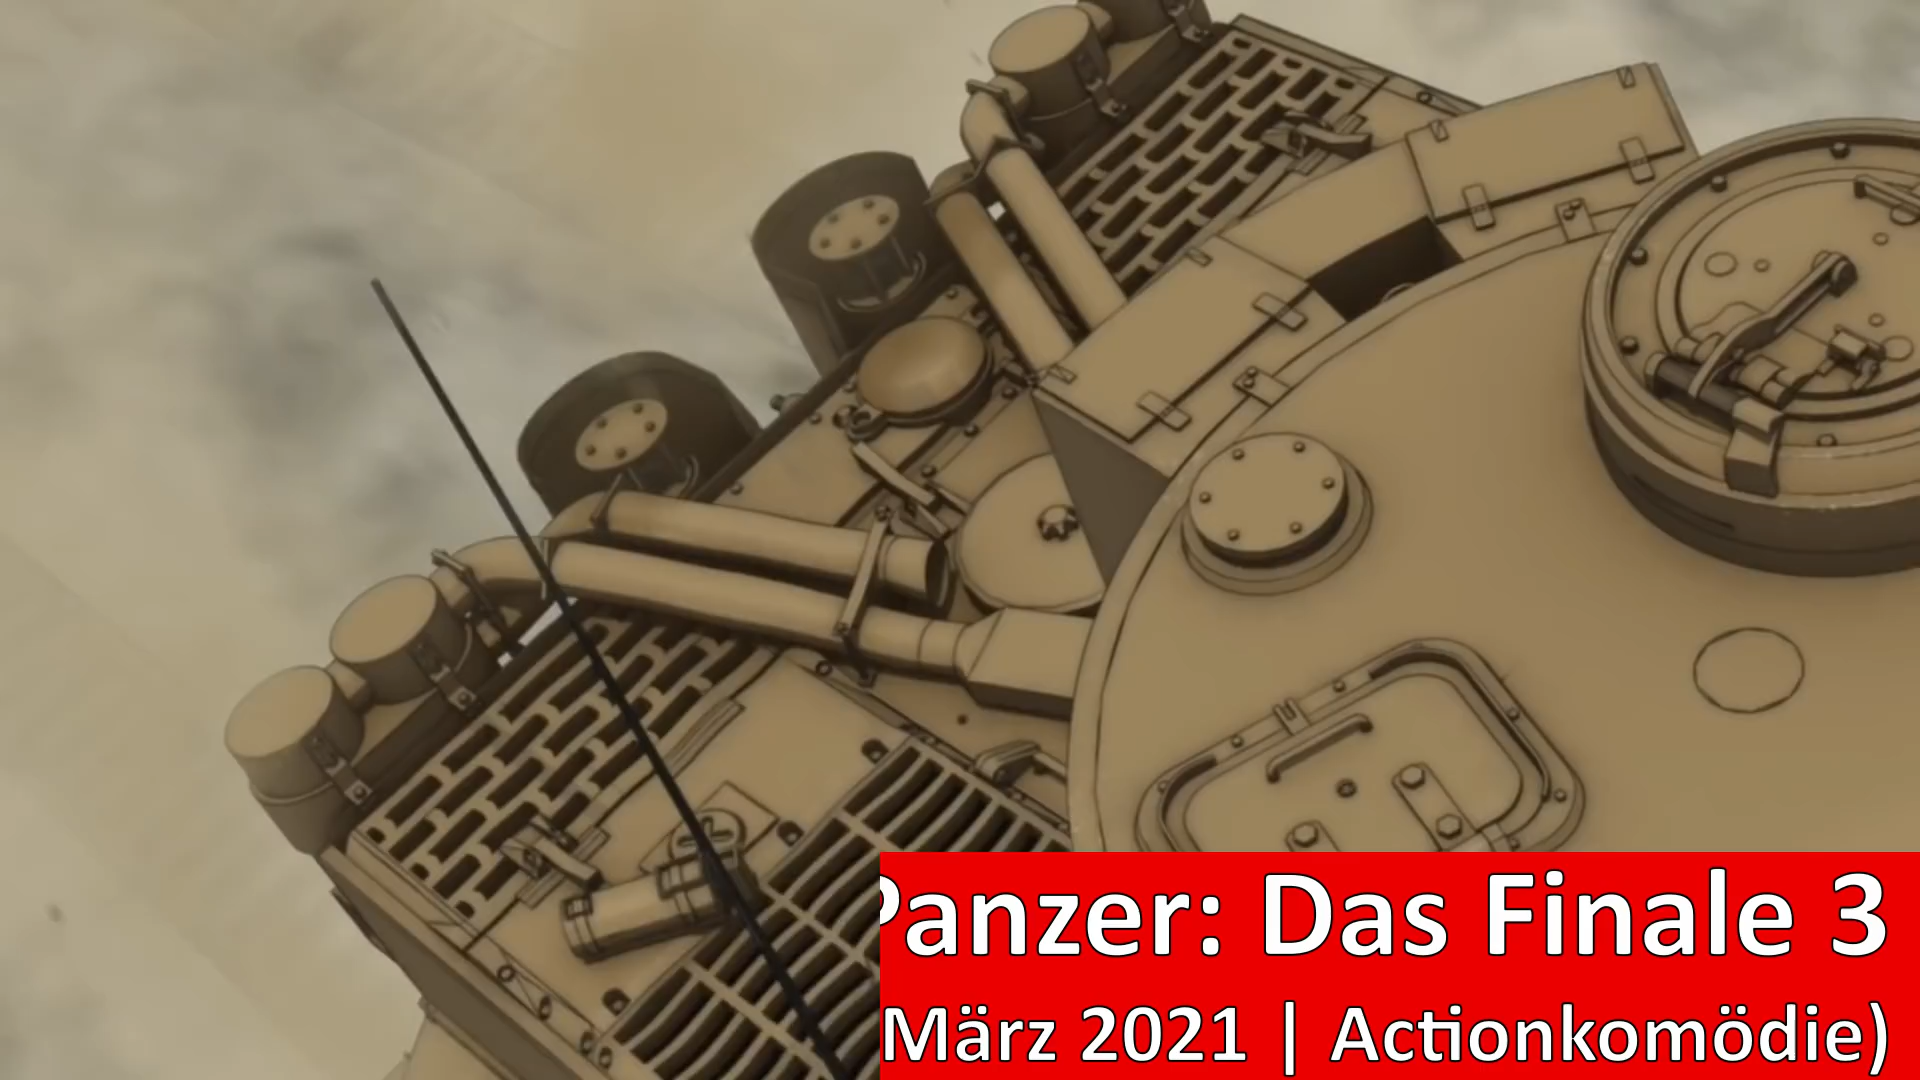 Panzer: Das Finale 3
März 2021 | Actionkomödie)